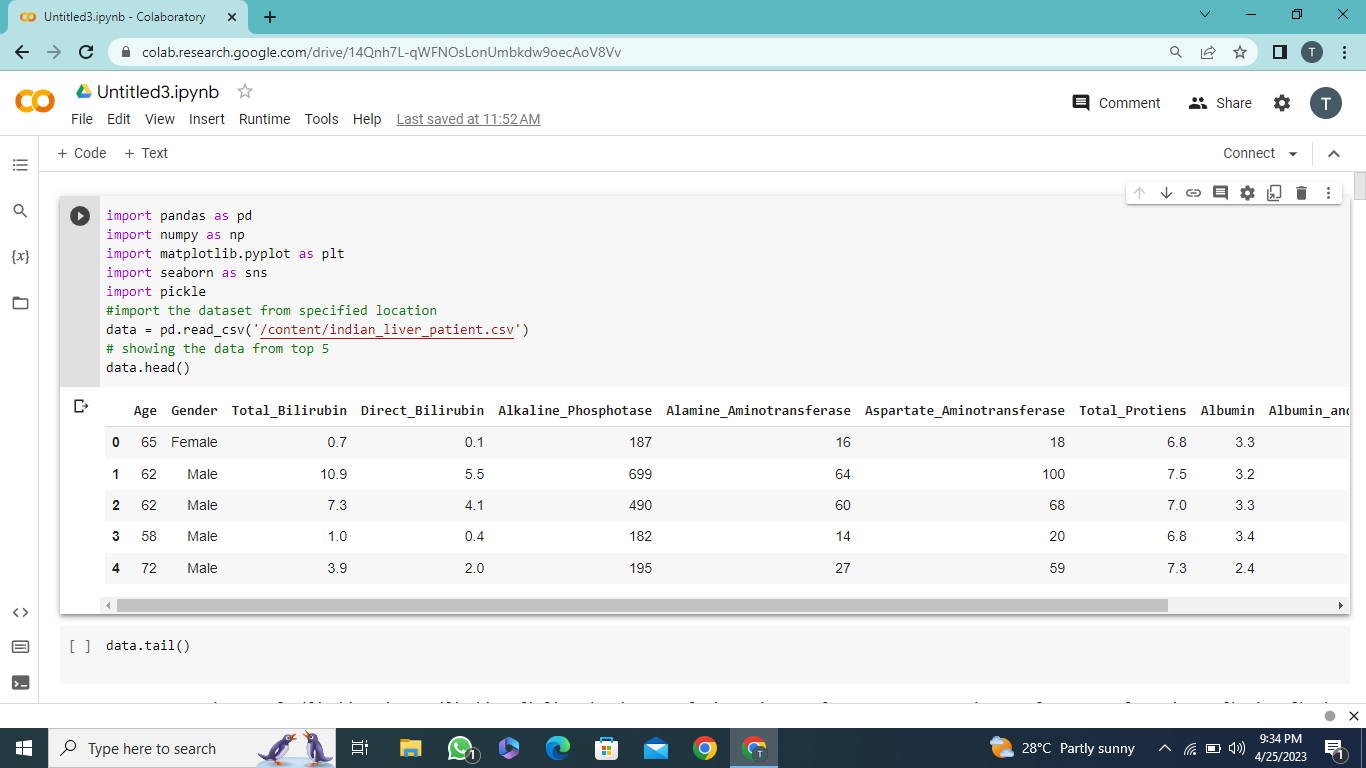 Untitled3.ipynb - Colaboratory
colab.research.google.com/drive/14Qnh7L-qWFNOsLonUmbkdw9oecAoV8Vv
T
Untitled3.ipynb
Comment Share T
File Edit View Insert Runtime Tools Help Last saved at 11:52 AM
+ Code + Text Connect
import pandas as pd
import numpy as np
import matplotlib.pyplot as plt
import seaborn as sns
import pickle
#import the dataset from specified location
data = pd.read_csv('/content/indian_liver_patient.csv')
# showing the data from top 5
data.head()
Age Gender Total_Bilirubin Direct_Bilirubin Alkaline_Phosphotase Alamine_Aminotransferase Aspartate_Aminotransferase Total_Protiens Albumin Albumin_and
0 65 Female 0.7 0.1 187 16 18 6.8 3.3
1 62 Male 10.9 5.5 699 64 100 7.5 3.2
2 62 Male 7.3 4.1 490 60 68 7.0 3.3
3 58 Male 1.0 0.4 182 14 20 6.8 3.4
4 72 Male 3.9 2.0 195 27 59 7.3 2.4
[ ] data.tail()
Type here to search 1 T 28°C Partly sunny 9:34 PM 1
4/25/2023